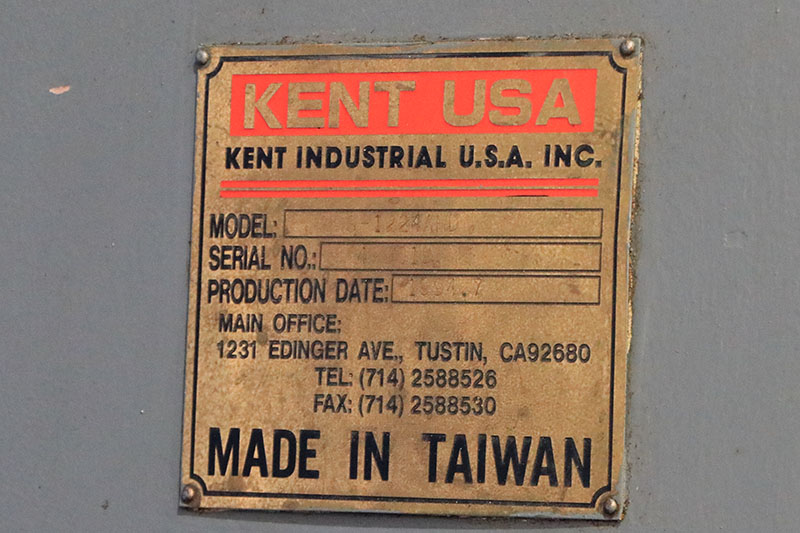 KENT USA
KENT INDUSTRIAL U.S.A. INC.
MODEL:
SERIAL NO.:
PRODUCTION DATE:
MAIN OFFICE:
1231 EDINGER AVE., TUSTIN, CA92680
TEL: (714) 2588526
FAX: (714) 2588530
MADE IN TAIWAN